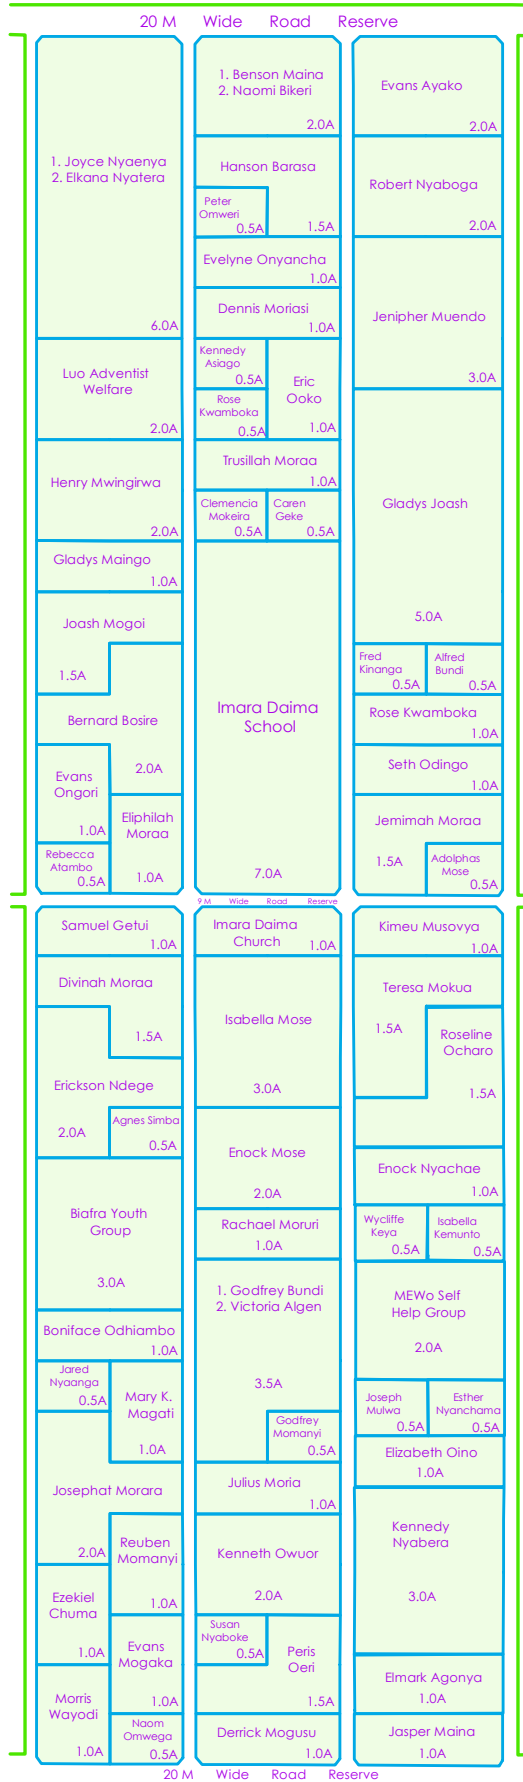 20 M Wide Road Reserve
1. Joyce Nyaenya
2. Elkana Nyatera
6.0A
Luo Adventist
Welfare
2.0A
Henry Mwingirwa
2.0A
Gladys Maingo
1.0A
Joash Mogoi
1.5A
Bernard Bosire
2.0A
Evans
Ongori
1.0A
Eliphilah
Moraa
1.0A
Rebecca
Atambo
0.5A
1. Benson Maina
2. Naomi Bikeri
2.0A
Hanson Barasa
1.5A
Peter
Omweri
0.5A
Evelyne Onyancha
1.0A
Dennis Moriasi
1.0A
Kennedy
Asiago
0.5A
Eric
Ooko
1.0A
Rose
Kwamboka
0.5A
Trusillah Moraa
1.0A
Clemencia
Mokeira
0.5A
Caren
Geke
0.5A
Imara Daima
School
7.0A
Evans Ayako
2.0A
Robert Nyaboga
2.0A
Jenipher Muendo
3.0A
Gladys Joash
5.0A
Fred
Kinanga
0.5A
Alfred
Bundi
0.5A
Rose Kwamboka
1.0A
Seth Odingo
1.0A
Jemimah Moraa
1.5A
Adolphas
Mose
0.5A
9 M Wide Road Reserve
Samuel Getui
1.0A
Divinah Moraa
1.5A
Erickson Ndege
2.0A
Agnes Simba
0.5A
Biafra Youth
Group
3.0A
Boniface Odhiambo
1.0A
Jared
Nyaanga
0.5A
Mary K.
Magati
1.0A
Josephat Morara
2.0A
Reuben
Momanyi
1.0A
Ezekiel
Chuma
1.0A
Evans
Mogaka
1.0A
Morris
Wayodi
1.0A
Naom
Omwega
0.5A
Imara Daima
Church
1.0A
Isabella Mose
3.0A
Enock Mose
2.0A
Rachael Moruri
1.0A
1. Godfrey Bundi
2. Victoria Algen
3.5A
Godfrey
Momanyi
0.5A
Julius Moria
1.0A
Kenneth Owuor
2.0A
Susan
Nyaboke
0.5A
Peris
Oeri
1.5A
Derrick Mogusu
1.0A
Kimeu Musovya
1.0A
Teresa Mokua
1.5A
Roseline
Ocharo
1.5A
Enock Nyachae
1.0A
Wycliffe
Keya
0.5A
Isabella
Kemunto
0.5A
MEWo Self
Help Group
2.0A
Joseph
Mulwa
0.5A
Esther
Nyanchama
0.5A
Elizabeth Oino
1.0A
Kennedy
Nyabera
3.0A
Elmark Agonya
1.0A
Jasper Maina
1.0A
20 M Wide Road Reserve